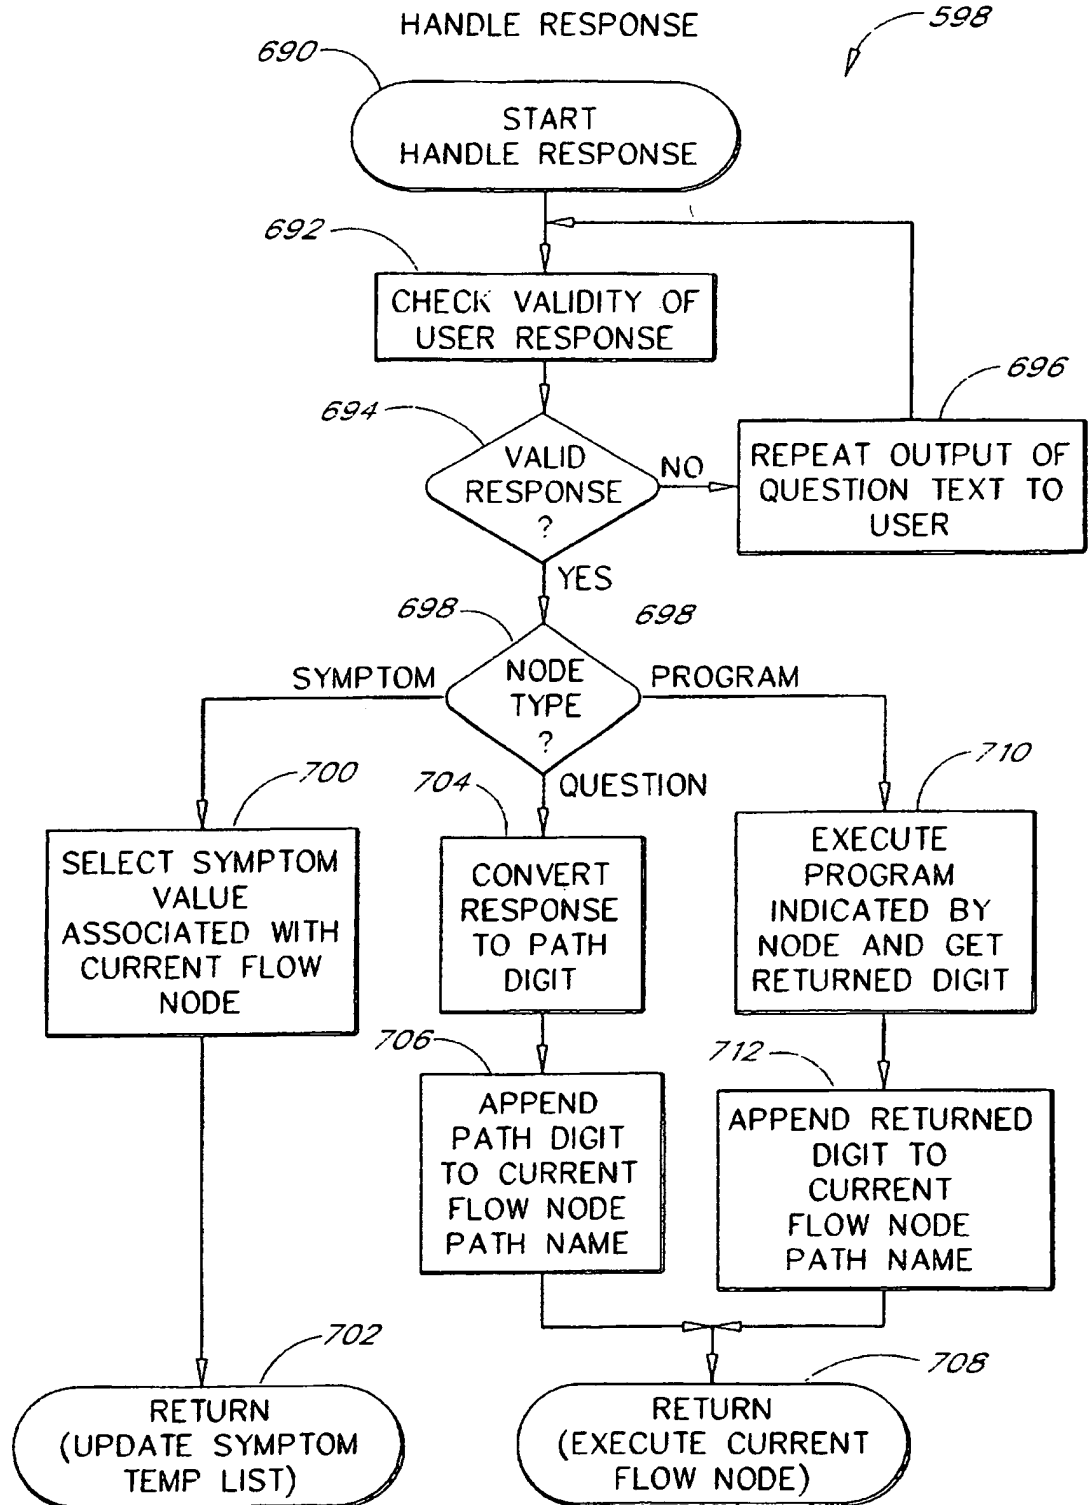 HANDLE RESPONSE
598
690
START
HANDLE RESPONSE
692
CHECK VALIDITY OF
USER RESPONSE
694
VALID
RESPONSE
?
NO
696
REPEAT OUTPUT OF
QUESTION TEXT TO
USER
YES
698
698
NODE
TYPE
?
SYMPTOM
PROGRAM
QUESTION
700
SELECT SYMPTOM
VALUE
ASSOCIATED WITH
CURRENT FLOW
NODE
704
CONVERT
RESPONSE
TO PATH
DIGIT
710
EXECUTE
PROGRAM
INDICATED BY
NODE AND GET
RETURNED DIGIT
706
APPEND
PATH DIGIT
TO CURRENT
FLOW NODE
PATH NAME
712
APPEND RETURNED
DIGIT TO
CURRENT
FLOW NODE
PATH NAME
702
RETURN
(UPDATE SYMPTOM
TEMP LIST)
708
RETURN
(EXECUTE CURRENT
FLOW NODE)